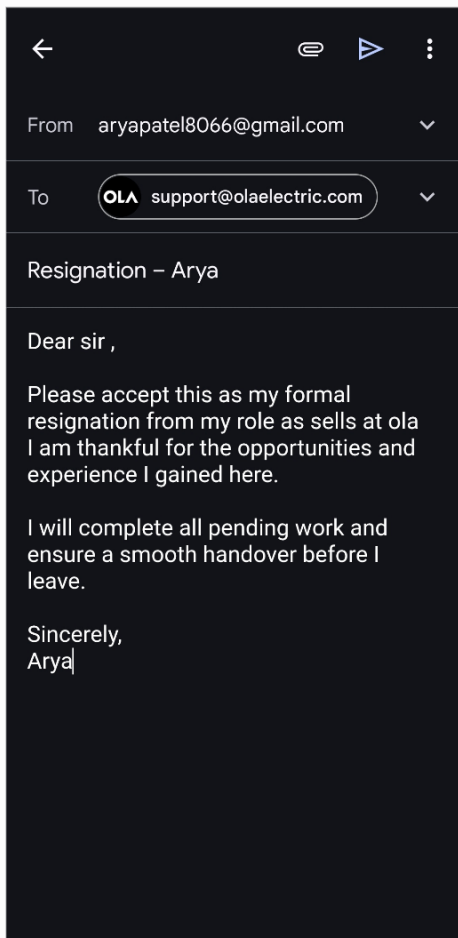 From aryapatel8066@gmail.com
To OLA support@olaelectric.com
Resignation – Arya
Dear sir ,
Please accept this as my formal
resignation from my role as sells at ola
I am thankful for the opportunities and
experience I gained here.
I will complete all pending work and
ensure a smooth handover before I
leave.
Sincerely,
Arya